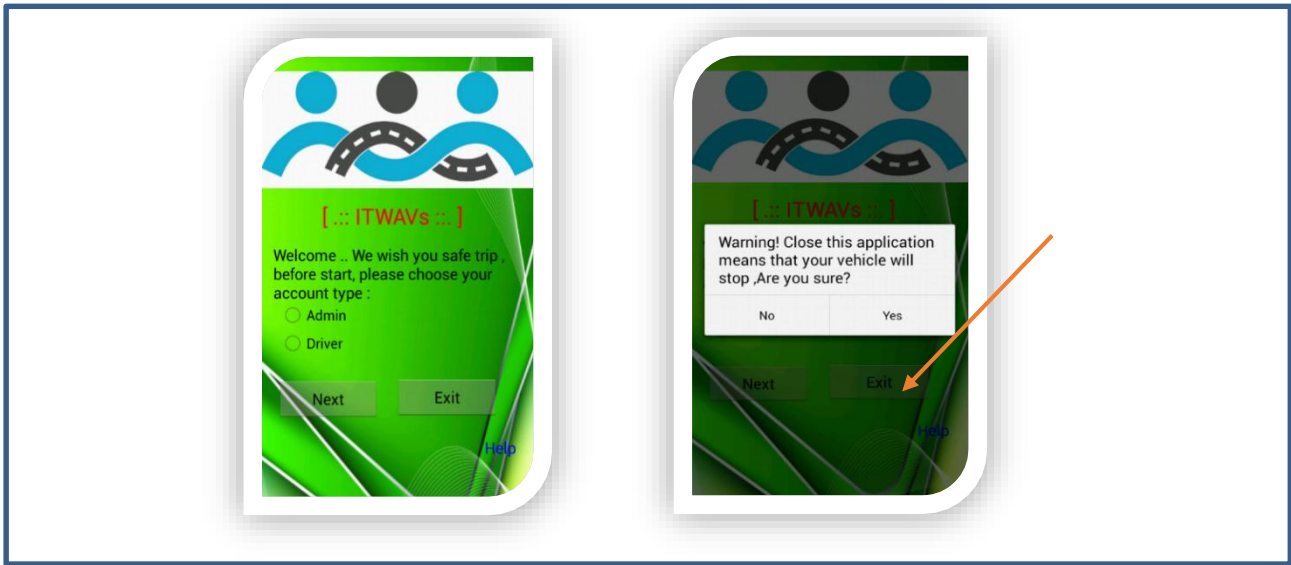 [ .:: ITWAVs ::. ]
Welcome .. We wish you safe trip ,
before start, please choose your
account type :
Admin
Driver
Next
Exit
Help
[ .:: ITWAVs ::. ]
Warning! Close this application
means that your vehicle will
stop ,Are you sure?
No
Yes
Next
Exit
Help